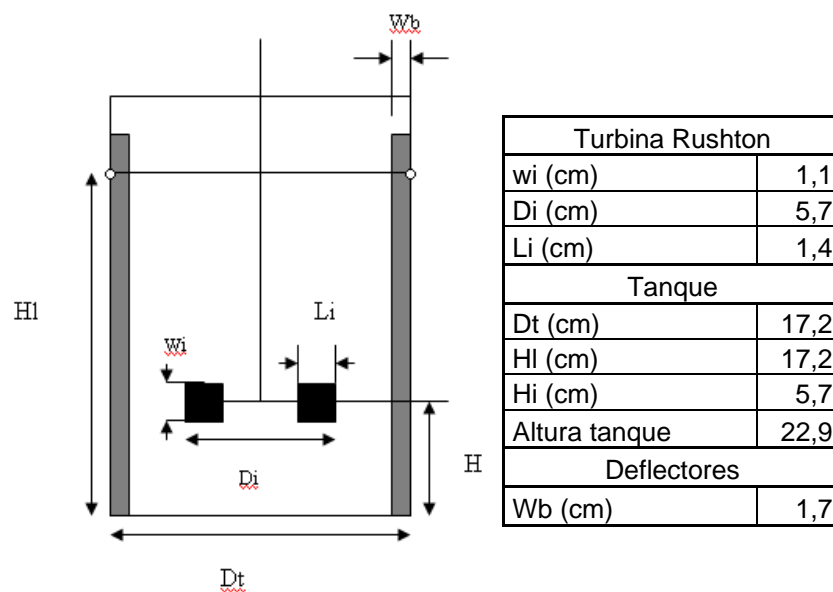 Wb
Hl
Wi
Li
Di
H
Dt
Turbina Rushton
wi (cm) 1,1
Di (cm) 5,7
Li (cm) 1,4
Tanque
Dt (cm) 17,2
Hl (cm) 17,2
Hi (cm) 5,7
Altura tanque 22,9
Deflectores
Wb (cm) 1,7